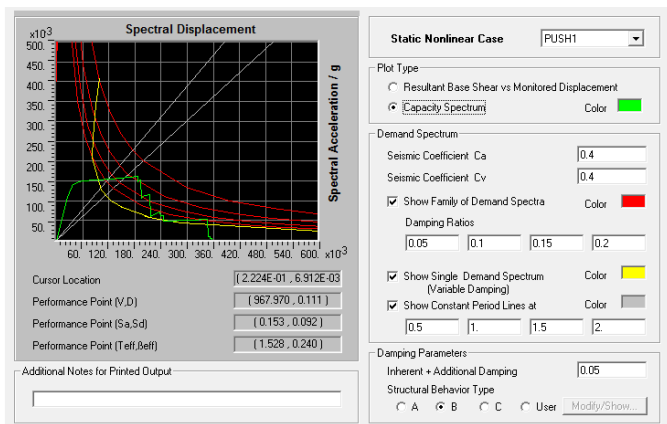 Spectral Displacement
x10³
500.
450.
400.
350.
300.
250.
200.
150.
100.
50.
Spectral Acceleration / g
60. 120. 180. 240. 300. 360. 420. 480. 540. 600. x10³
Cursor Location
( 2.224E-01 , 6.912E-03
Performance Point (V,D)
( 967.970 , 0.111 )
Performance Point (Sa,Sd)
( 0.153 , 0.092 )
Performance Point (Teff,βeff)
( 1.528 , 0.240 )
Additional Notes for Printed Output
Static Nonlinear Case PUSH1
Plot Type
Resultant Base Shear vs Monitored Displacement
Capacity Spectrum Color
Demand Spectrum
Seismic Coefficient Ca 0.4
Seismic Coefficient Cv 0.4
Show Family of Demand Spectra Color
Damping Ratios
0.05 0.1 0.15 0.2
Show Single Demand Spectrum Color
(Variable Damping)
Show Constant Period Lines at Color
0.5 1. 1.5 2.
Damping Parameters
Inherent + Additional Damping 0.05
Structural Behavior Type
A B C User Modify/Show...